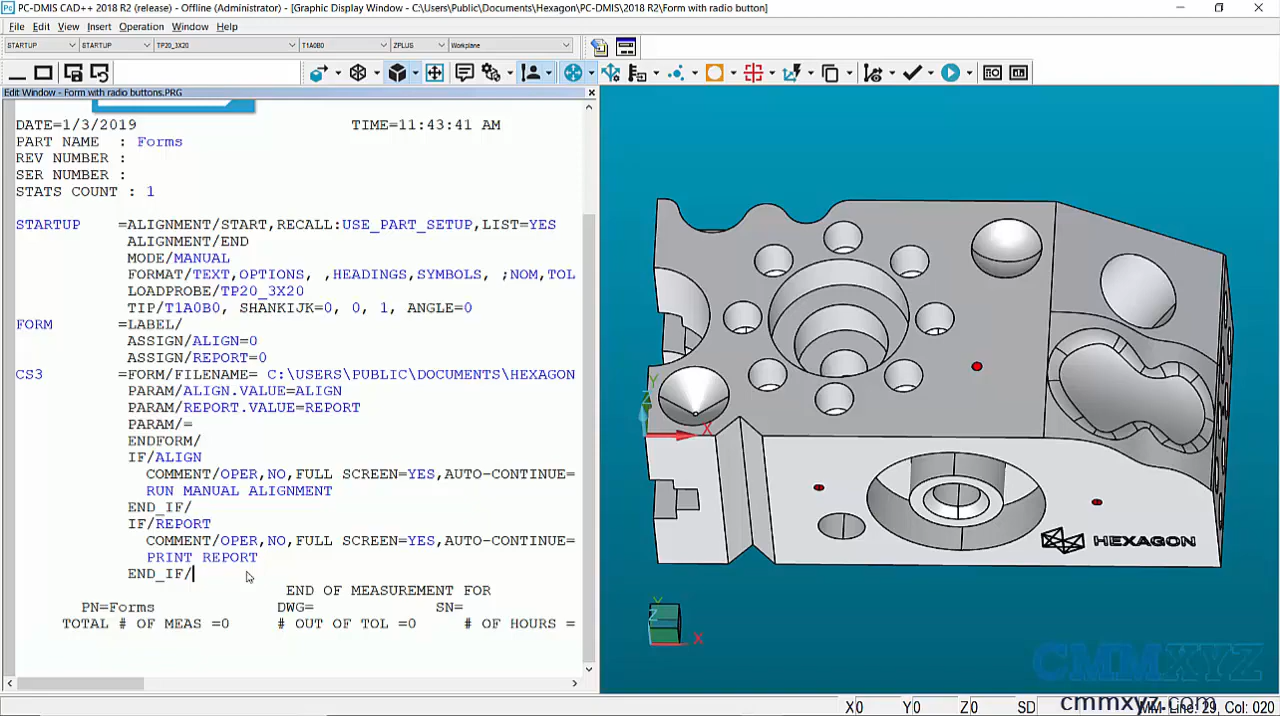 PC-DMIS CAD++ 2018 R2 (release) - Offline (Administrator) - [Graphic Display Window - C:\Users\Public\Documents\Hexagon\PC-DMIS\2018 R2\Form with radio button]
File Edit View Insert Operation Window Help
STARTUP STARTUP TP20_3X20 T1A0B0 ZPLUS Workplane
Edit Window - Form with radio buttons.PRG
DATE=1/3/2019 TIME=11:43:41 AM
PART NAME : Forms
REV NUMBER :
SER NUMBER :
STATS COUNT : 1
STARTUP =ALIGNMENT/START,RECALL:USE_PART_SETUP,LIST=YES
ALIGNMENT/END
MODE/MANUAL
FORMAT/TEXT,OPTIONS, ,HEADINGS,SYMBOLS, ;NOM,TOL
LOADPROBE/TP20_3X20
TIP/T1A0B0, SHANKIJK=0, 0, 1, ANGLE=0
FORM =LABEL/
ASSIGN/ALIGN=0
ASSIGN/REPORT=0
CS3 =FORM/FILENAME= C:\USERS\PUBLIC\DOCUMENTS\HEXAGON
PARAM/ALIGN.VALUE=ALIGN
PARAM/REPORT.VALUE=REPORT
PARAM/=
ENDFORM/
IF/ALIGN
COMMENT/OPER,NO,FULL SCREEN=YES,AUTO-CONTINUE=
RUN MANUAL ALIGNMENT
END_IF/
IF/REPORT
COMMENT/OPER,NO,FULL SCREEN=YES,AUTO-CONTINUE=
PRINT REPORT
END_IF/
END OF MEASUREMENT FOR
PN=Forms DWG= SN=
TOTAL # OF MEAS =0 # OUT OF TOL =0 # OF HOURS =
Y
Z
X
HEXAGON
Y
Z
X
CMMXYZ
cmmxyz.com
X0 Y0 Z0 SD MM Line: 29, Col: 020